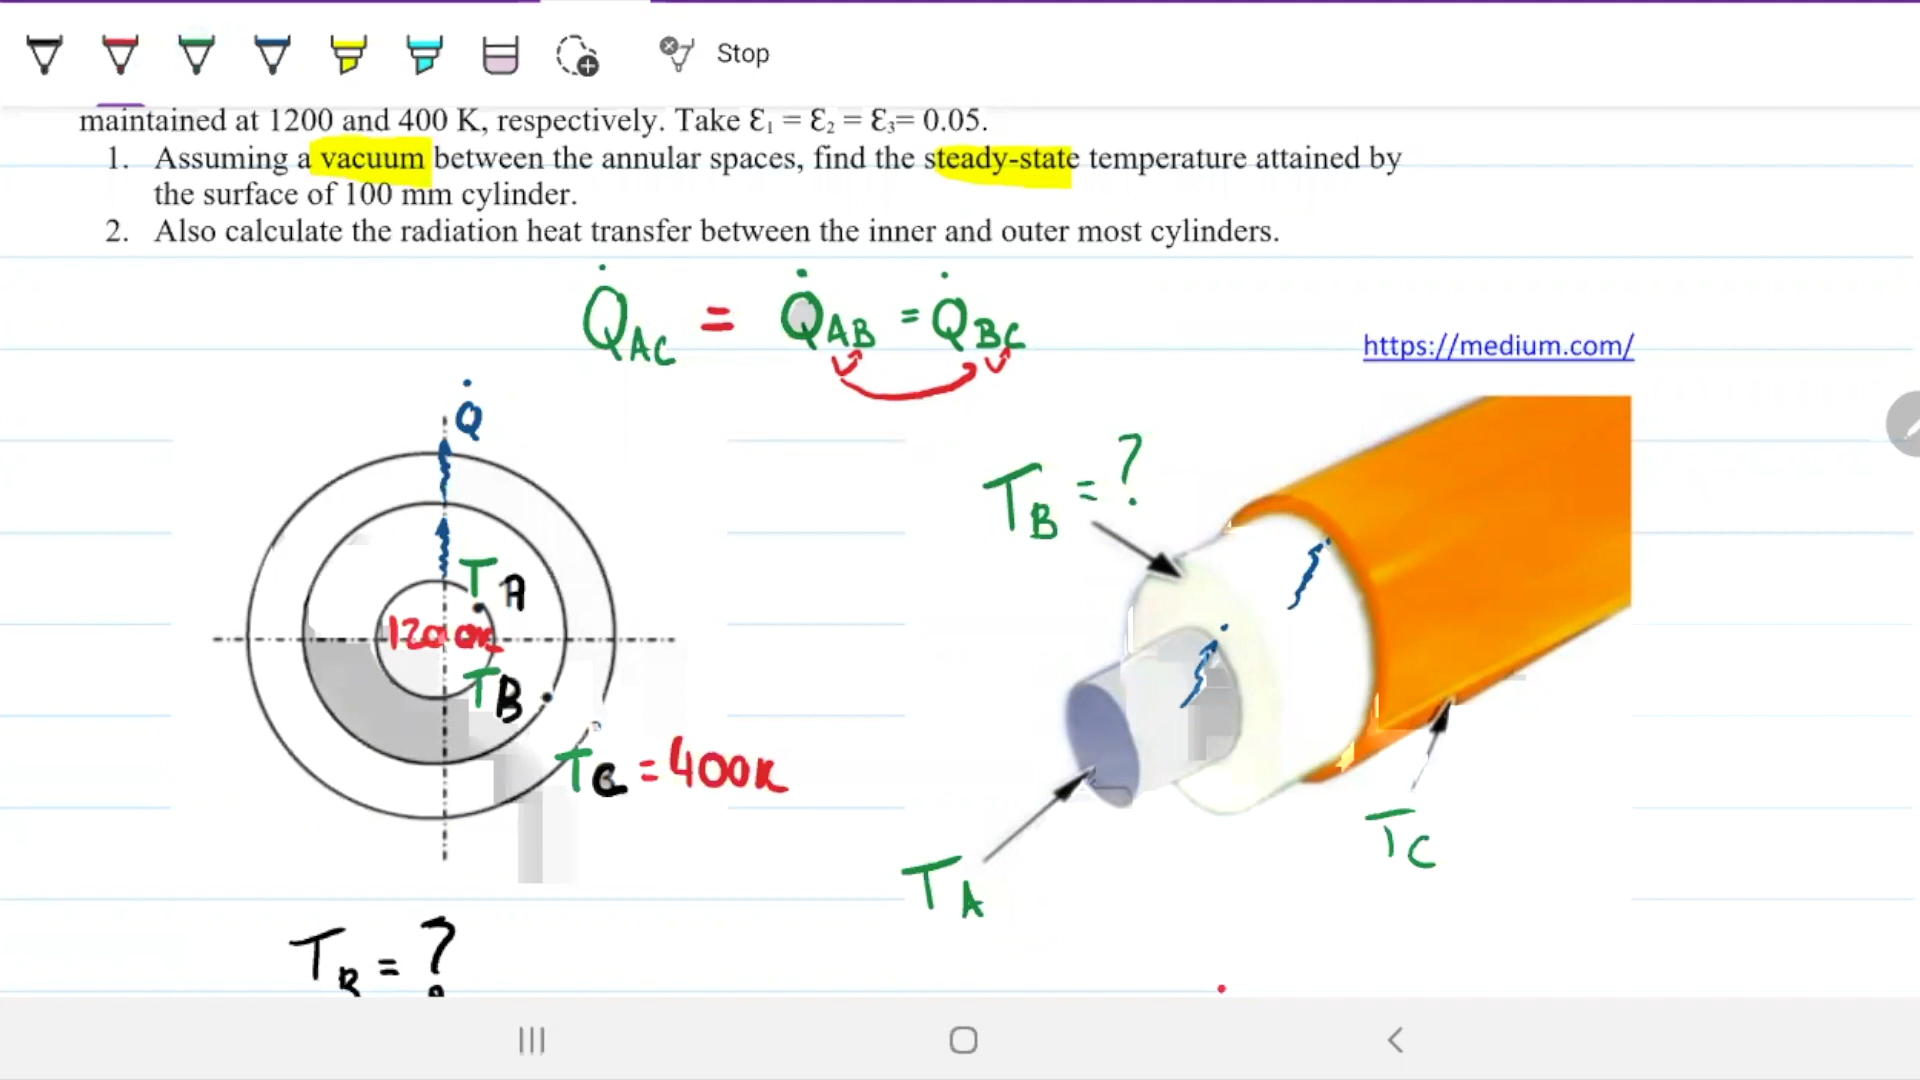 Stop
maintained at 1200 and 400 K, respectively. Take Ɛ₁ = Ɛ₂ = Ɛ₃= 0.05.
1. Assuming a vacuum between the annular spaces, find the steady-state temperature attained by
the surface of 100 mm cylinder.
2. Also calculate the radiation heat transfer between the inner and outer most cylinders.
Q̇AC = Q̇AB = Q̇BC
https://medium.com/
Q̇
TB = ?
TA
1200K
TB
TC = 400K
TC
TA
TB = ?